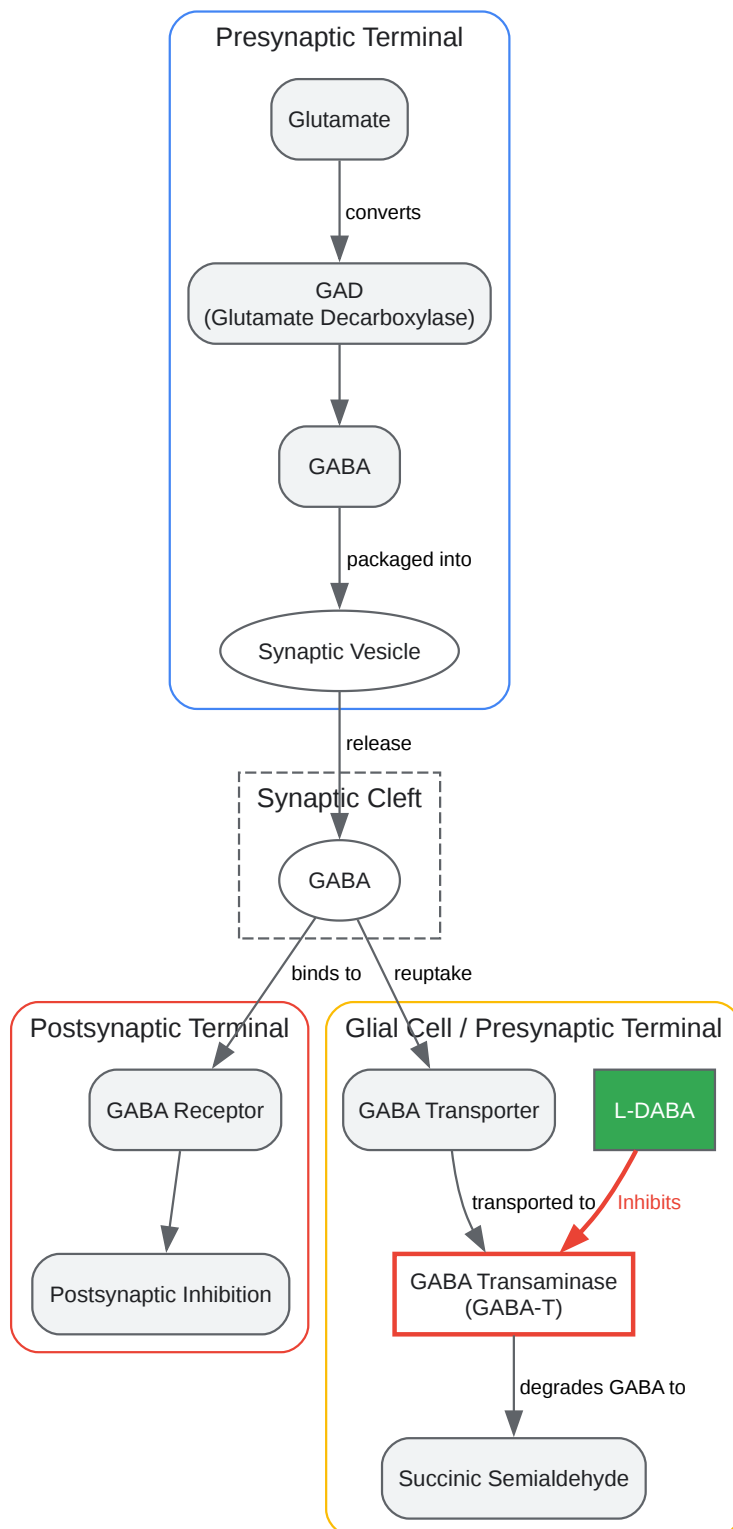 Presynaptic Terminal
Glutamate
converts
GAD
(Glutamate Decarboxylase)
GABA
packaged into
Synaptic Vesicle
release
Synaptic Cleft
GABA
binds to
reuptake
Postsynaptic Terminal
Glial Cell / Presynaptic Terminal
GABA Receptor
GABA Transporter
L-DABA
transported to
Inhibits
Postsynaptic Inhibition
GABA Transaminase
(GABA-T)
degrades GABA to
Succinic Semialdehyde